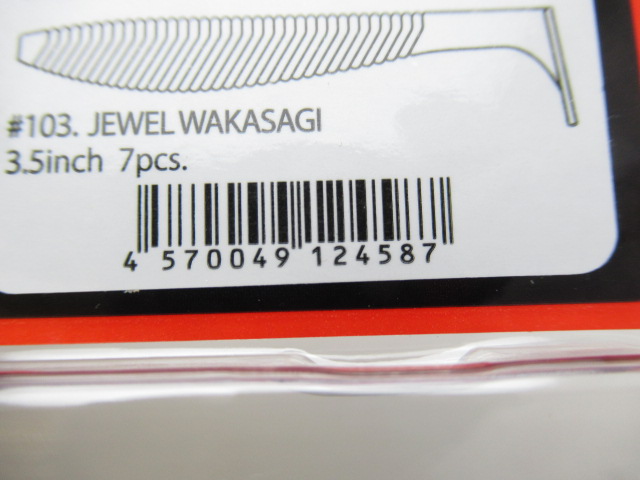 #103. JEWEL WAKASAGI
3.5inch 7pcs.
4 570049 124587